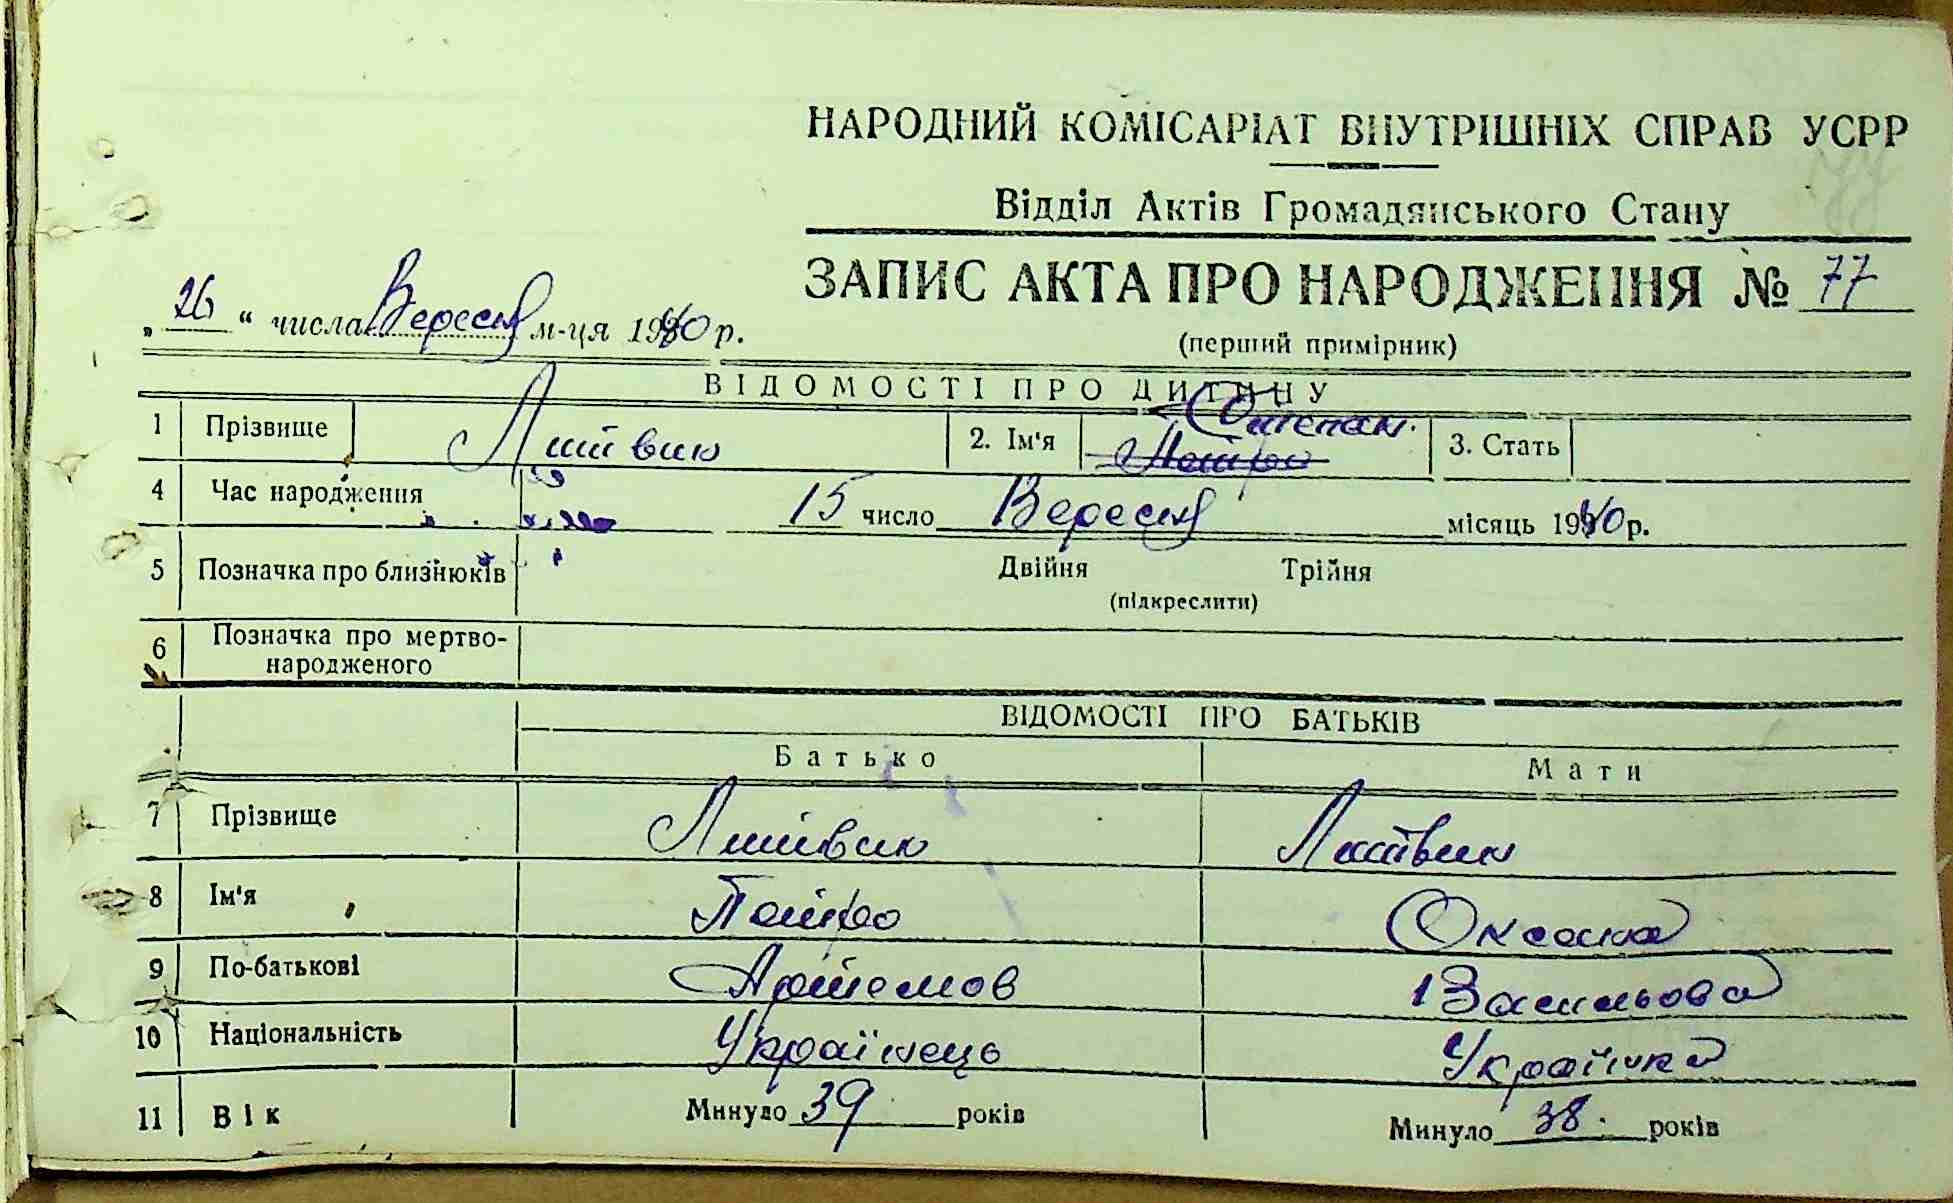 НАРОДНИЙ КОМІСАРІАТ ВНУТРІШНІХ СПРАВ УСРР
77
Відділ Актів Громадянського Стану
ЗАПИС АКТА ПРО НАРОДЖЕННЯ № 77
„ 26 “ числа Вересня м-ця 1940 р.
(перший примірник)
ВІДОМОСТІ ПРО ДИТИНУ
1 Прізвище Литвин 2. Ім'я Петро Степан. 3. Стать
4 Час народження 15 число Вересня місяць 1940 р.
5 Позначка про близнюків Двійня Трійня
(підкреслити)
6 Позначка про мертво-
народженого
ВІДОМОСТІ ПРО БАТЬКІВ
Батько Мати
7 Прізвище Литвин Литвин
8 Ім'я Петро Оксана
9 По-батькові Артемов Васильова
10 Національність Українець Українка
11 Вік Минуло 39 років Минуло 38. років